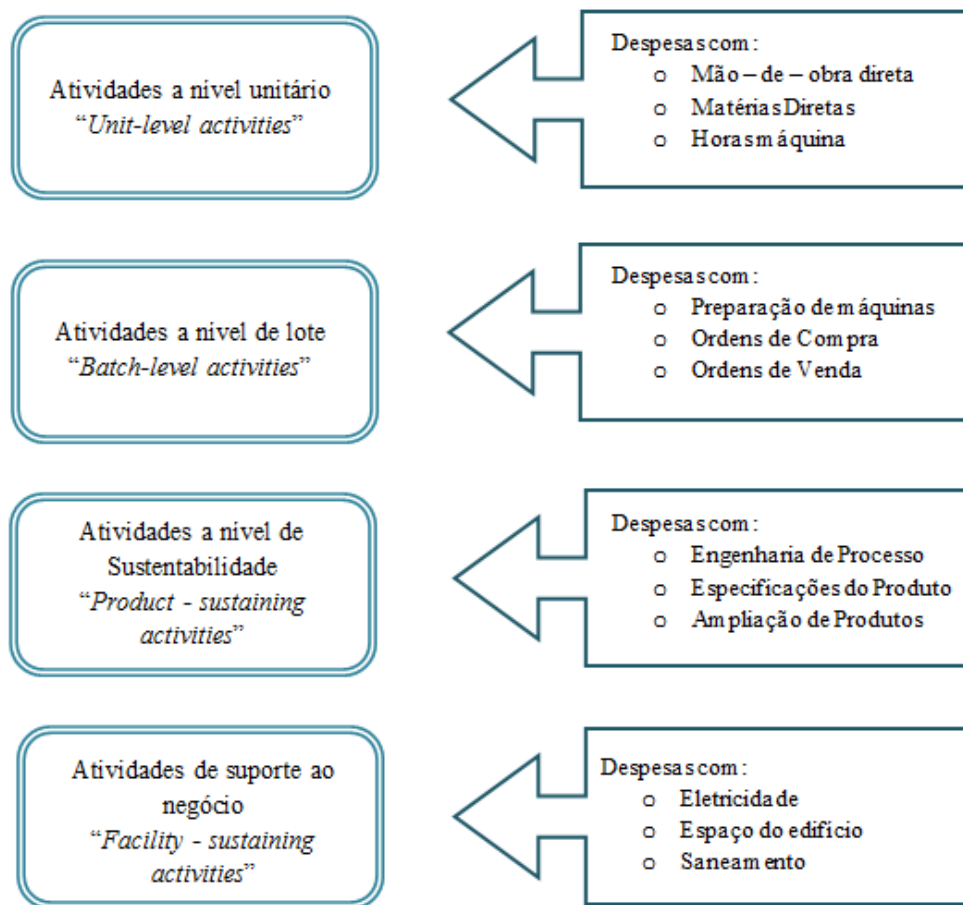 Atividades a nivel unitário
“Unit-level activities”
Despesas com:
o Mão – de – obra direta
o Matérias Diretas
o Horas máquina
Atividades a nivel de lote
“Batch-level activities”
Despesas com:
o Preparação de máquinas
o Ordens de Compra
o Ordens de Venda
Atividades a nivel de
Sustentabilidade
“Product - sustaining
activities”
Despesas com:
o Engenharia de Processo
o Especificações do Produto
o Ampliação de Produtos
Atividades de suporte ao
negócio
“Facility - sustaining
activities”
Despesas com:
o Eletricidade
o Espaço do edifício
o Saneamento